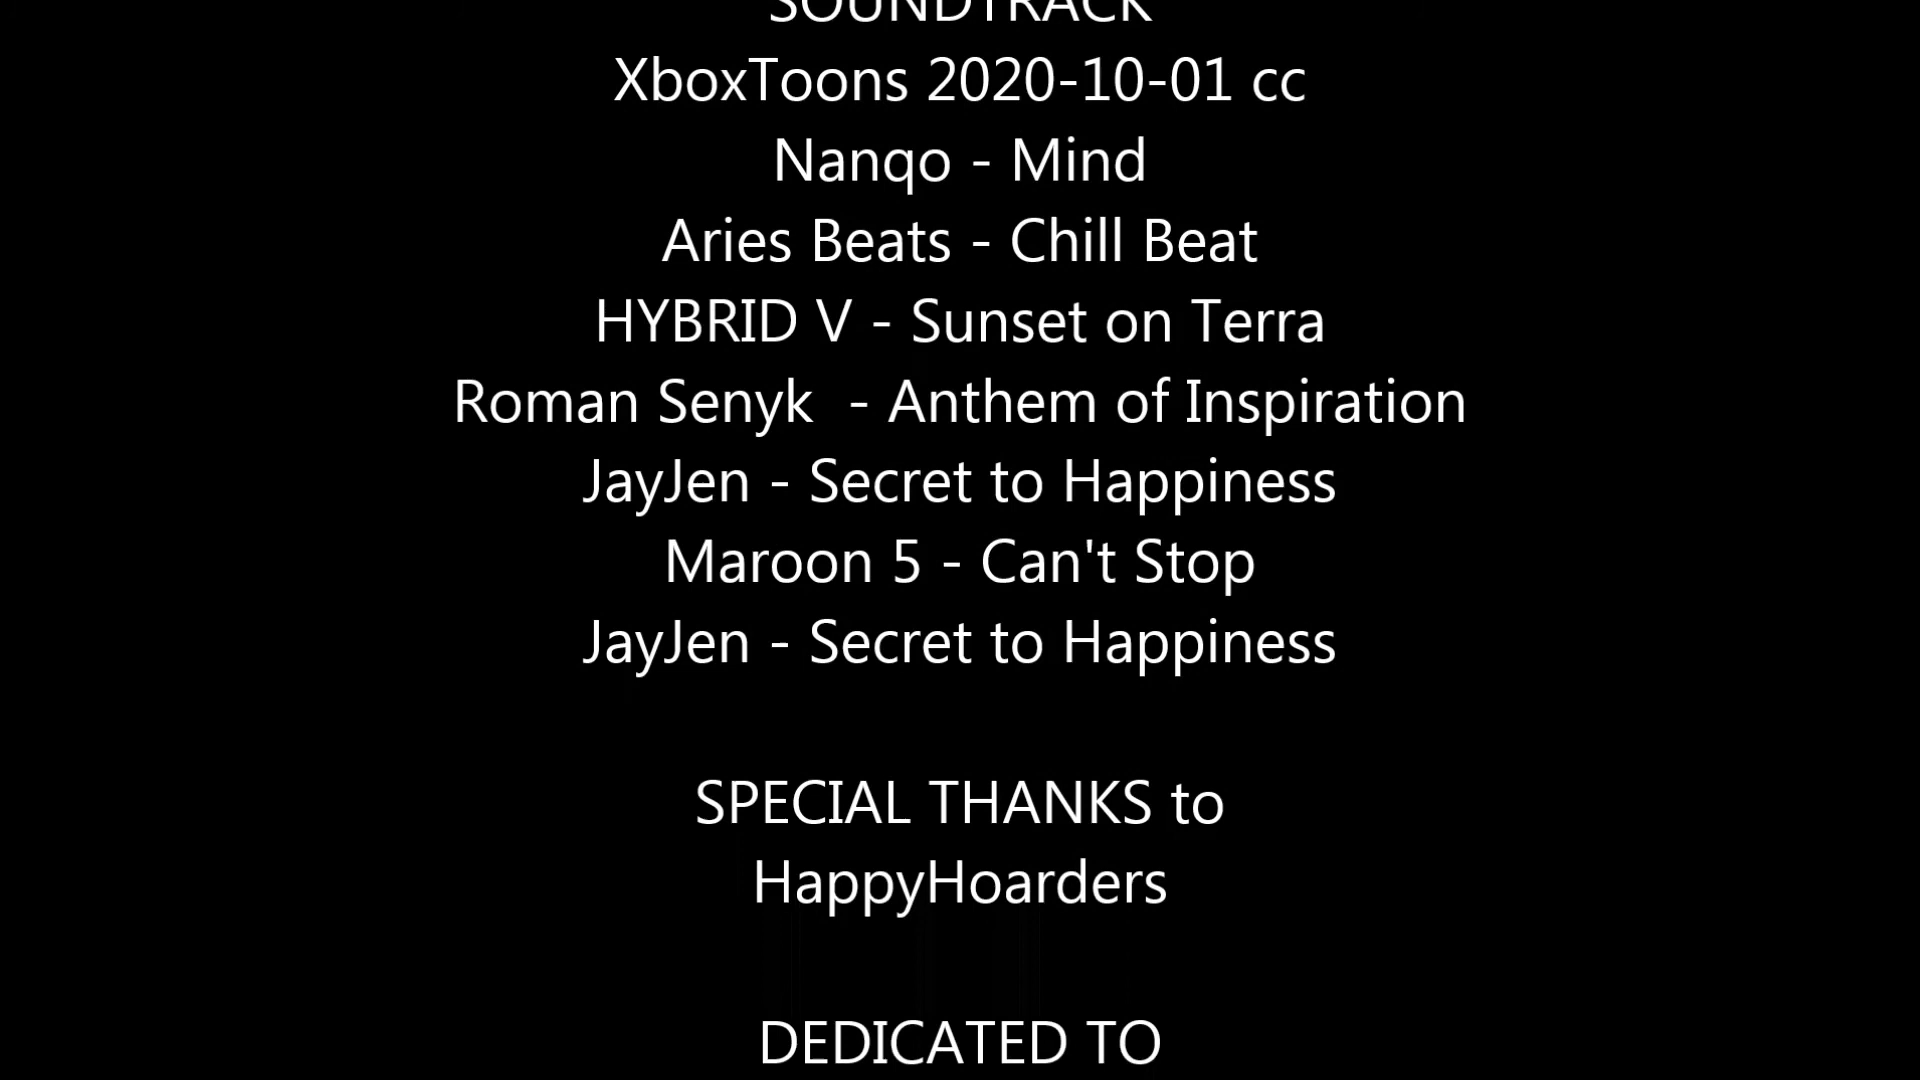 SOUNDTRACK
XboxToons 2020-10-01 cc
Nanqo - Mind
Aries Beats - Chill Beat
HYBRID V - Sunset on Terra
Roman Senyk  - Anthem of Inspiration
JayJen - Secret to Happiness
Maroon 5 - Can't Stop
JayJen - Secret to Happiness
SPECIAL THANKS to
HappyHoarders
DEDICATED TO